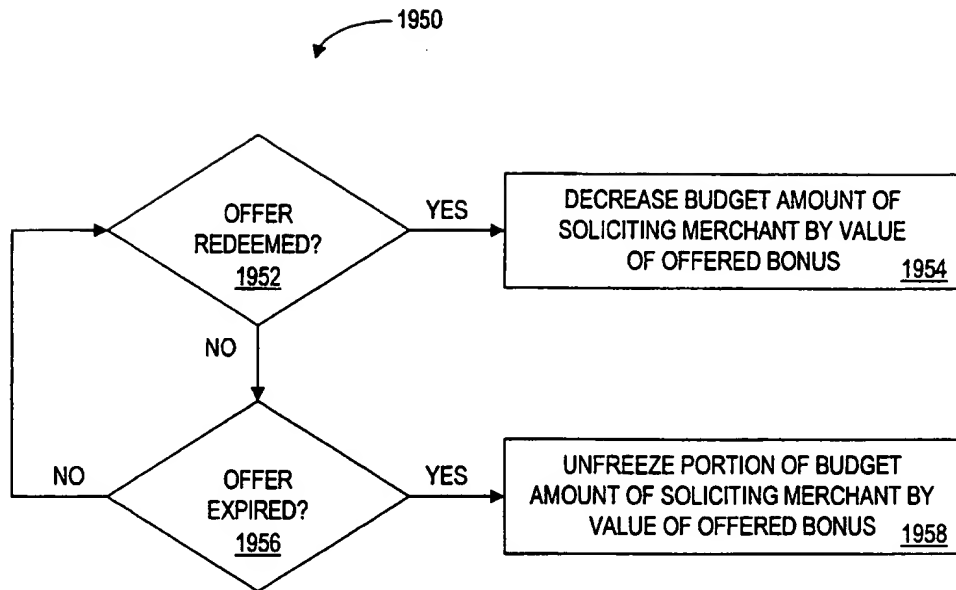 1950
OFFER
REDEEMED?
1952
YES
DECREASE BUDGET AMOUNT OF
SOLICITING MERCHANT BY VALUE
OF OFFERED BONUS
1954
NO
NO
OFFER
EXPIRED?
1956
YES
UNFREEZE PORTION OF BUDGET
AMOUNT OF SOLICITING MERCHANT BY
VALUE OF OFFERED BONUS
1958